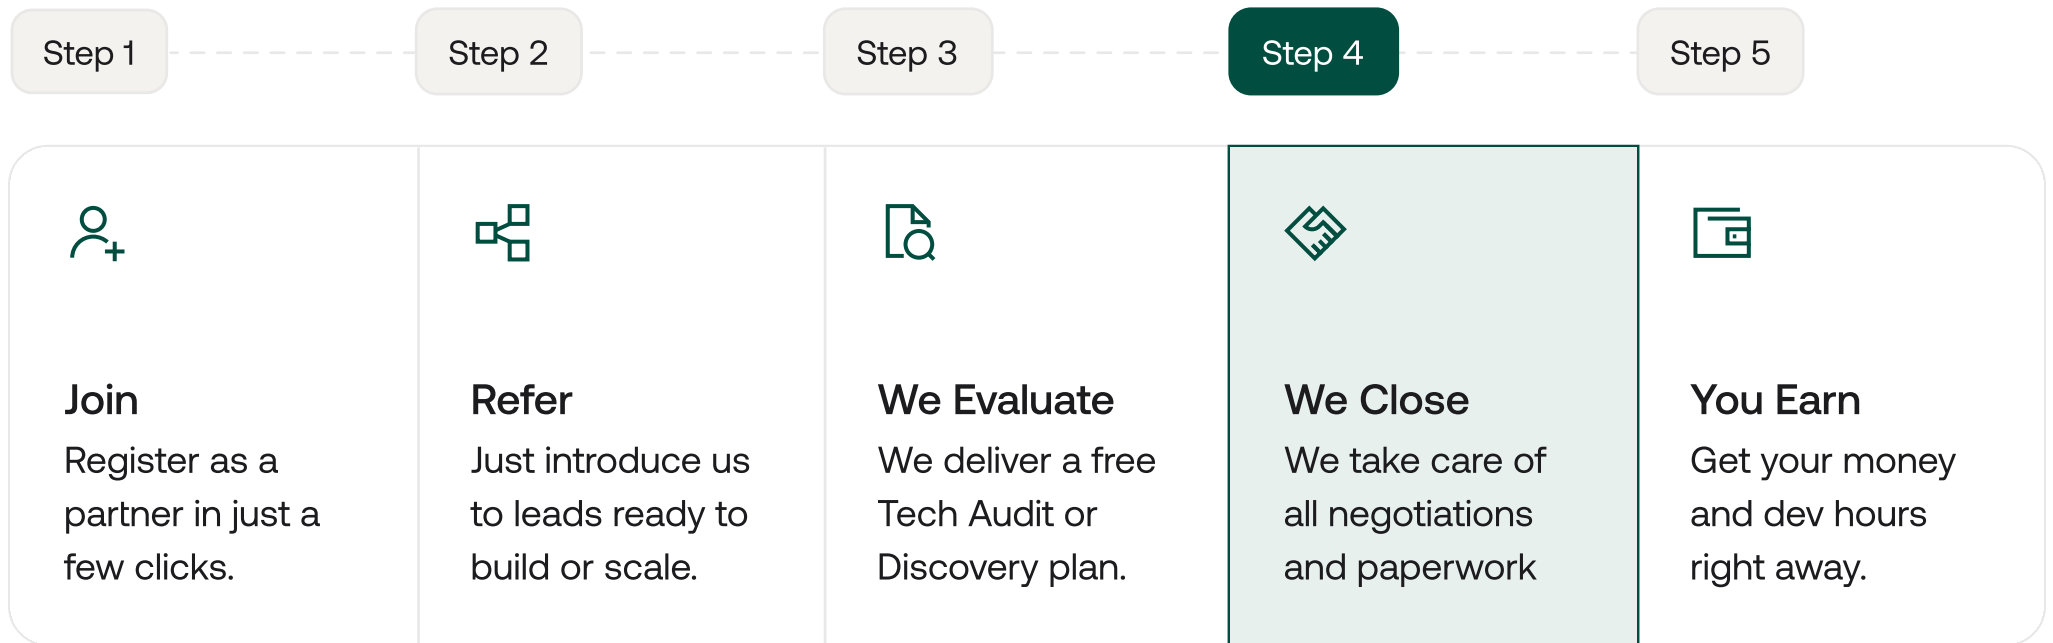 Step 1
Step 2
Step 3
Step 4
Step 5
Join
Register as a
partner in just a
few clicks.
Refer
Just introduce us
to leads ready to
build or scale.
We Evaluate
We deliver a free
Tech Audit or
Discovery plan.
We Close
We take care of
all negotiations
and paperwork
You Earn
Get your money
and dev hours
right away.